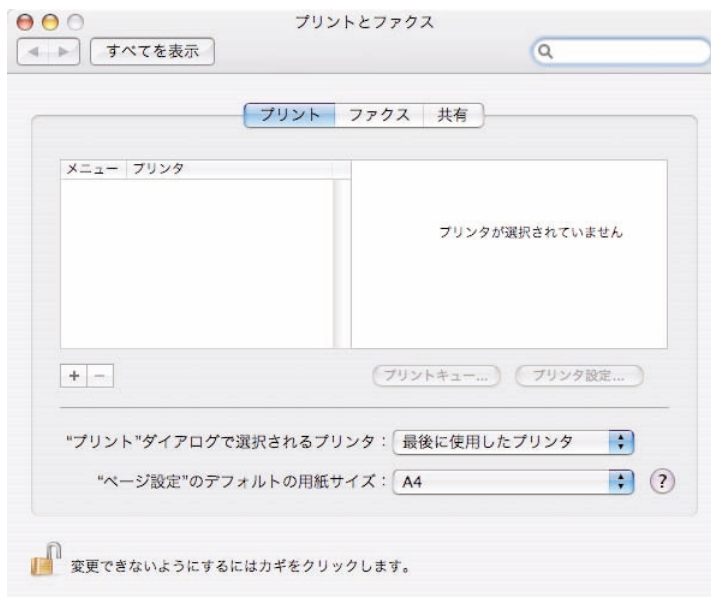 プリントとファクス
すべてを表示
プリント ファクス 共有
メニュー プリンタ
プリンタが選択されていません
+ −
プリントキュー... プリンタ設定...
“プリント”ダイアログで選択されるプリンタ： 最後に使用したプリンタ
“ページ設定”のデフォルトの用紙サイズ： A4 ?
変更できないようにするにはカギをクリックします。